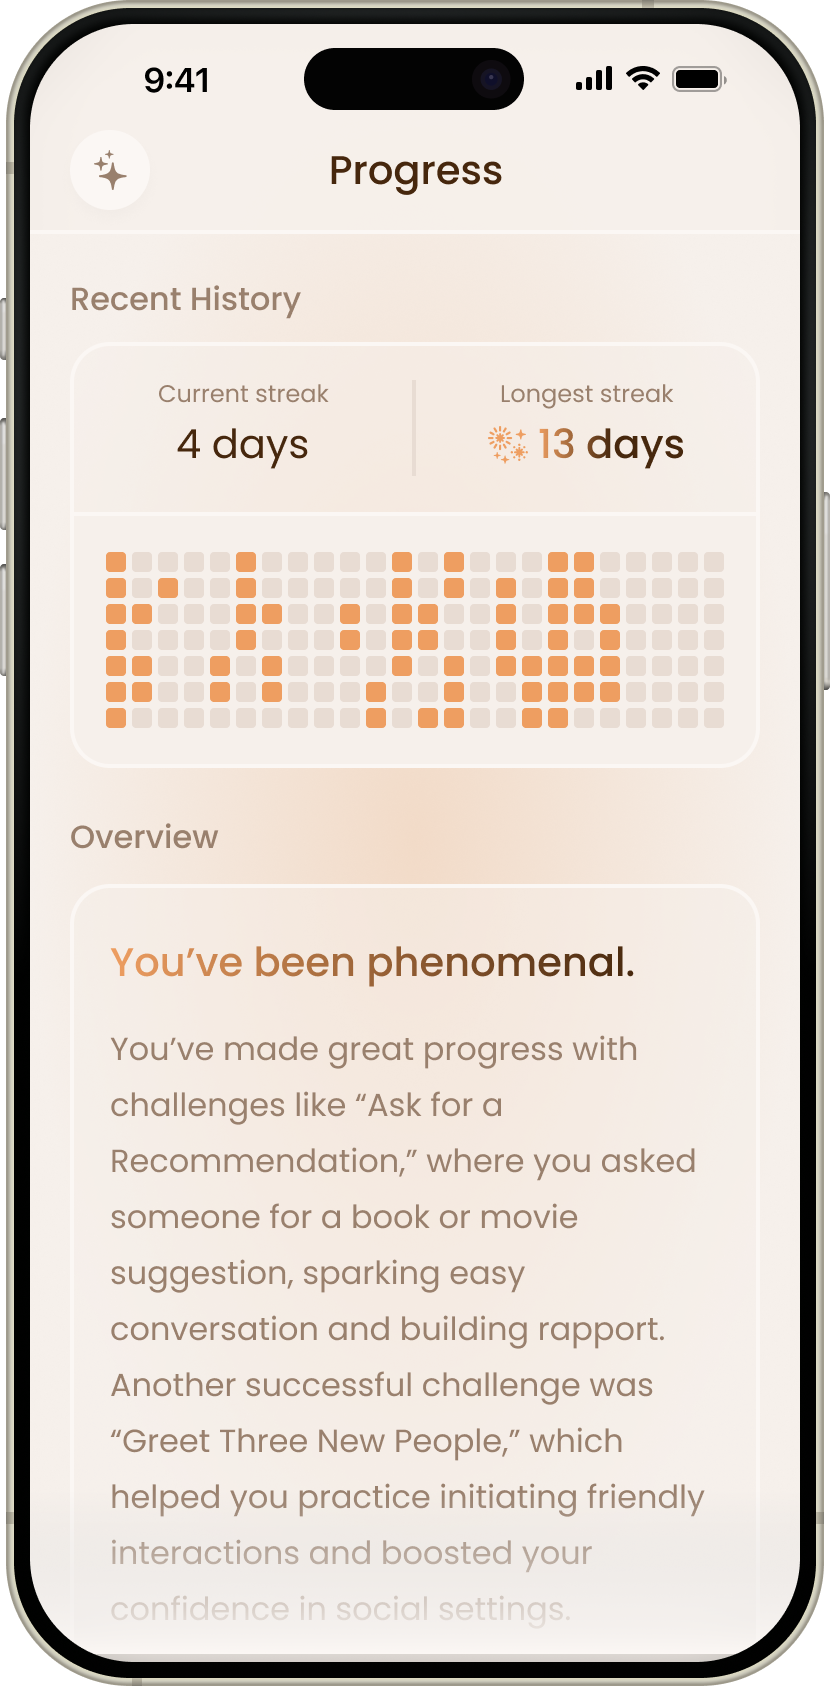 9:41
Progress
Recent History
Current streak
4 days
Longest streak
13 days
Overview
You’ve been phenomenal.
You’ve made great progress with
challenges like “Ask for a
Recommendation,” where you asked
someone for a book or movie
suggestion, sparking easy
conversation and building rapport.
Another successful challenge was
“Greet Three New People,” which
helped you practice initiating friendly
interactions and boosted your
confidence in social settings.